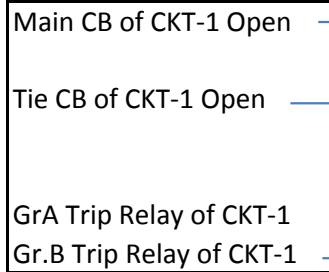 Main CB of CKT-1 Open
Tie CB of CKT-1 Open
GrA Trip Relay of CKT-1
Gr.B Trip Relay of CKT-1